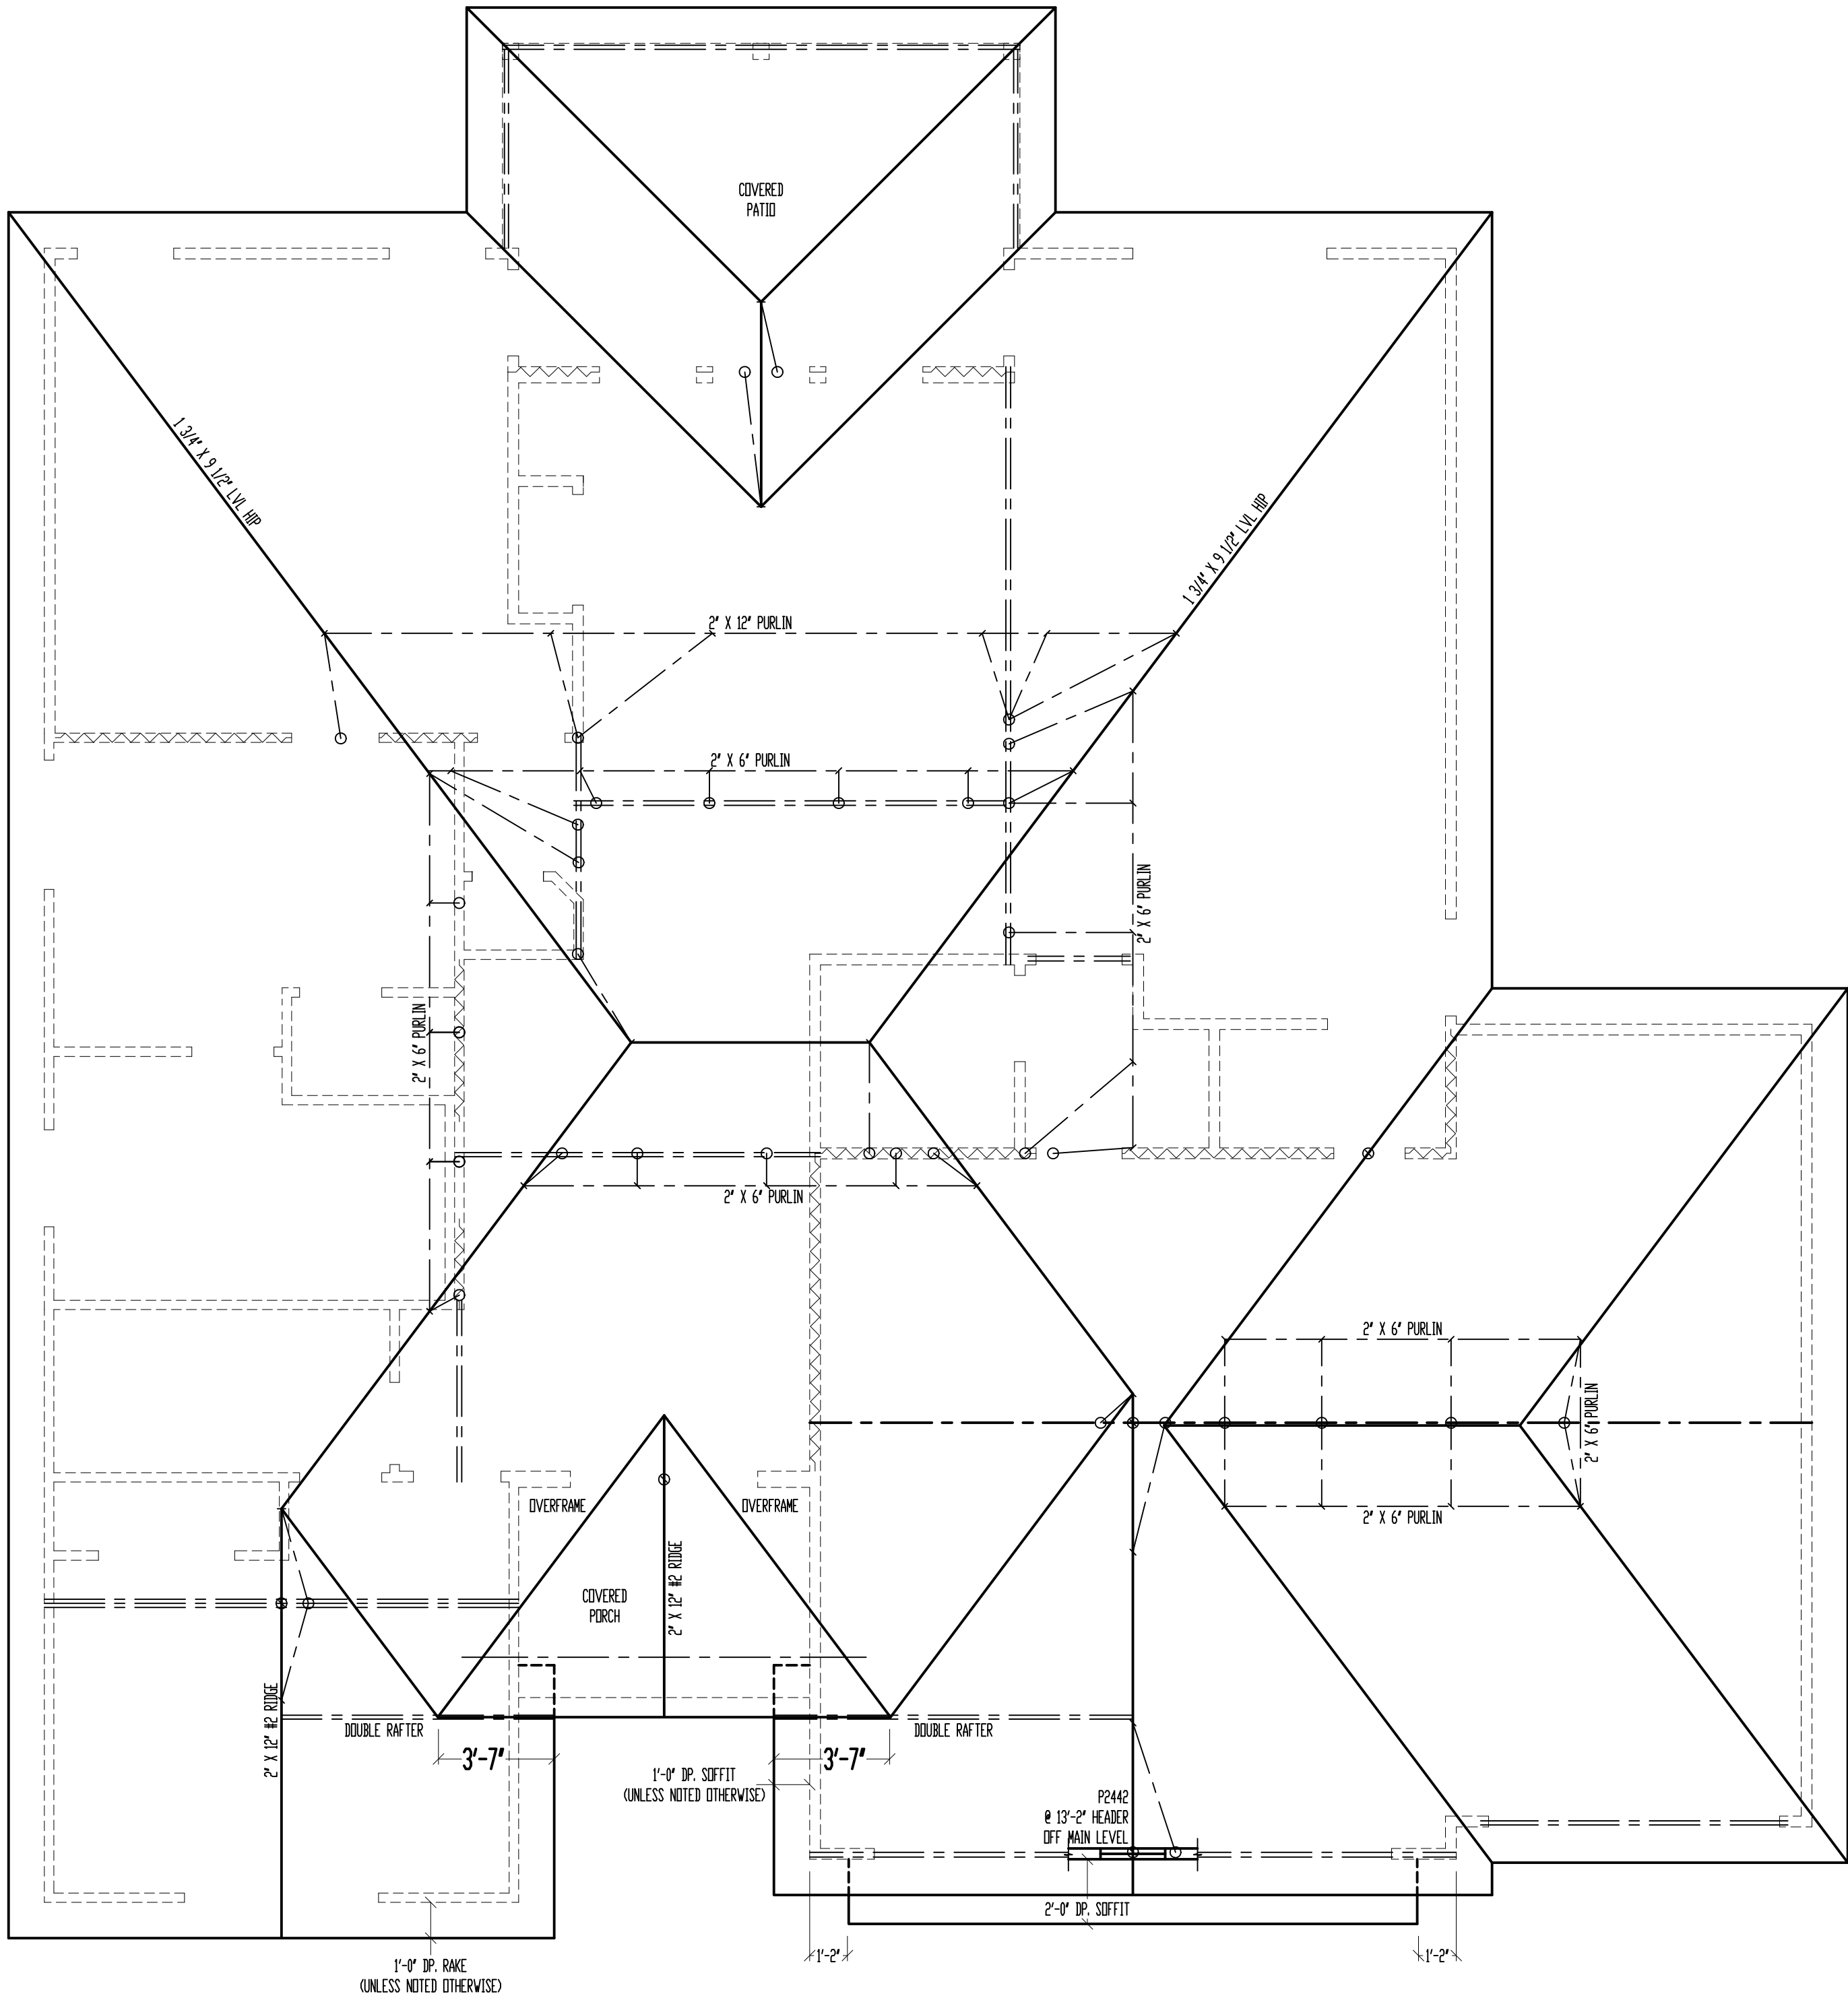 COVERED
PATIO
1 3/4" X 9 1/2" LVL HIP
1 3/4" X 9 1/2" LVL HIP
2" X 12" PURLIN
2" X 6" PURLIN
2" X 6" PURLIN
2" X 6" PURLIN
2" X 6" PURLIN
2" X 6" PURLIN
2" X 6" PURLIN
2" X 6" PURLIN
OVERFRAME
OVERFRAME
COVERED
PORCH
2" X 12" #2 RIDGE
2" X 12" #2 RIDGE
DOUBLE RAFTER
DOUBLE RAFTER
3'-7"
3'-7"
1'-0" DP. SOFFIT
(UNLESS NOTED OTHERWISE)
P2442
@ 13'-2" HEADER
OFF MAIN LEVEL
2'-0" DP. SOFFIT
1'-2"
1'-2"
1'-0" DP. RAKE
(UNLESS NOTED OTHERWISE)